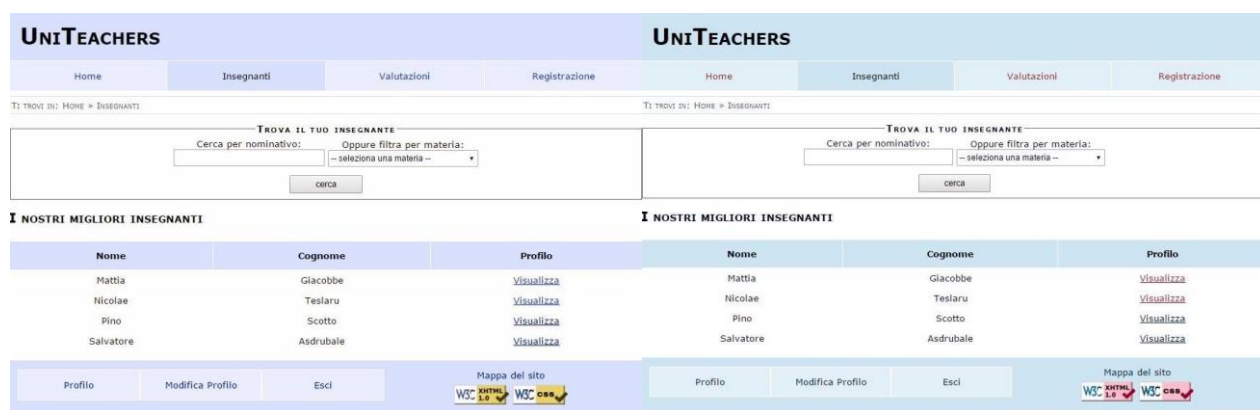 UNITEACHERS
Home Insegnanti Valutazioni Registrazione
TI TROVI IN: HOME » INSEGNANTI
TROVA IL TUO INSEGNANTE
Cerca per nominativo: Oppure filtra per materia:
-- seleziona una materia --
cerca
I NOSTRI MIGLIORI INSEGNANTI
Nome Cognome Profilo
Mattia Giacobbe Visualizza
Nicolae Teslaru Visualizza
Pino Scotto Visualizza
Salvatore Asdrubale Visualizza
Profilo Modifica Profilo Esci
Mappa del sito
W3C XHTML 1.0 W3C css
UNITEACHERS
Home Insegnanti Valutazioni Registrazione
TI TROVI IN: HOME » INSEGNANTI
TROVA IL TUO INSEGNANTE
Cerca per nominativo: Oppure filtra per materia:
-- seleziona una materia --
cerca
I NOSTRI MIGLIORI INSEGNANTI
Nome Cognome Profilo
Mattia Giacobbe Visualizza
Nicolae Teslaru Visualizza
Pino Scotto Visualizza
Salvatore Asdrubale Visualizza
Profilo Modifica Profilo Esci
Mappa del sito
W3C XHTML 1.0 W3C css